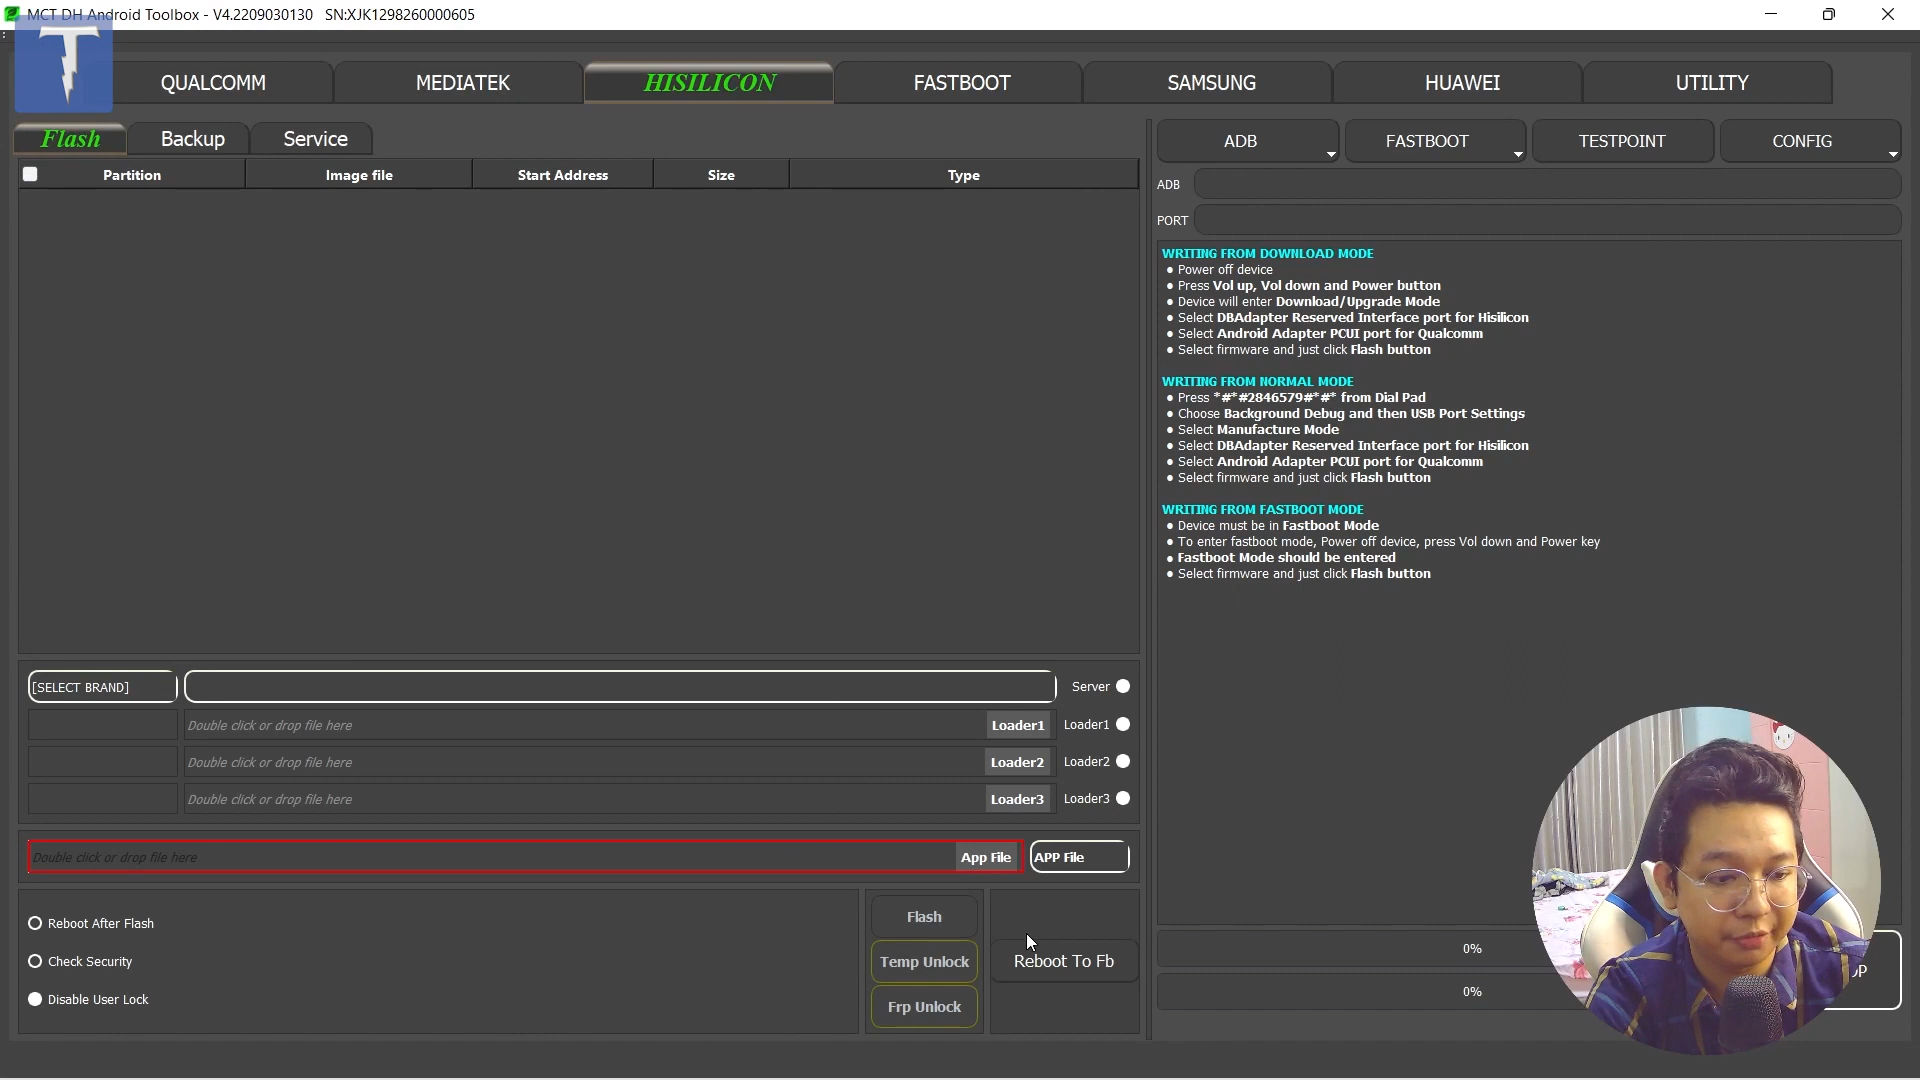 MCT DH Android Toolbox - V4.2209030130 SN:XJK1298260000605
T
QUALCOMM MEDIATEK HISILICON FASTBOOT SAMSUNG HUAWEI UTILITY
Flash Backup Service
Partition Image file Start Address Size Type
[SELECT BRAND] Server
Double click or drop file here Loader1 Loader1
Double click or drop file here Loader2 Loader2
Double click or drop file here Loader3 Loader3
Double click or drop file here App File APP File
Reboot After Flash
Check Security
Disable User Lock
Flash
Temp Unlock
Frp Unlock
Reboot To Fb
ADB FASTBOOT TESTPOINT CONFIG
ADB
PORT
WRITING FROM DOWNLOAD MODE
● Power off device
● Press Vol up, Vol down and Power button
● Device will enter Download/Upgrade Mode
● Select DBAdapter Reserved Interface port for Hisilicon
● Select Android Adapter PCUI port for Qualcomm
● Select firmware and just click Flash button
WRITING FROM NORMAL MODE
● Press *#*#2846579#*#* from Dial Pad
● Choose Background Debug and then USB Port Settings
● Select Manufacture Mode
● Select DBAdapter Reserved Interface port for Hisilicon
● Select Android Adapter PCUI port for Qualcomm
● Select firmware and just click Flash button
WRITING FROM FASTBOOT MODE
● Device must be in Fastboot Mode
● To enter fastboot mode, Power off device, press Vol down and Power key
● Fastboot Mode should be entered
● Select firmware and just click Flash button
0%
0%